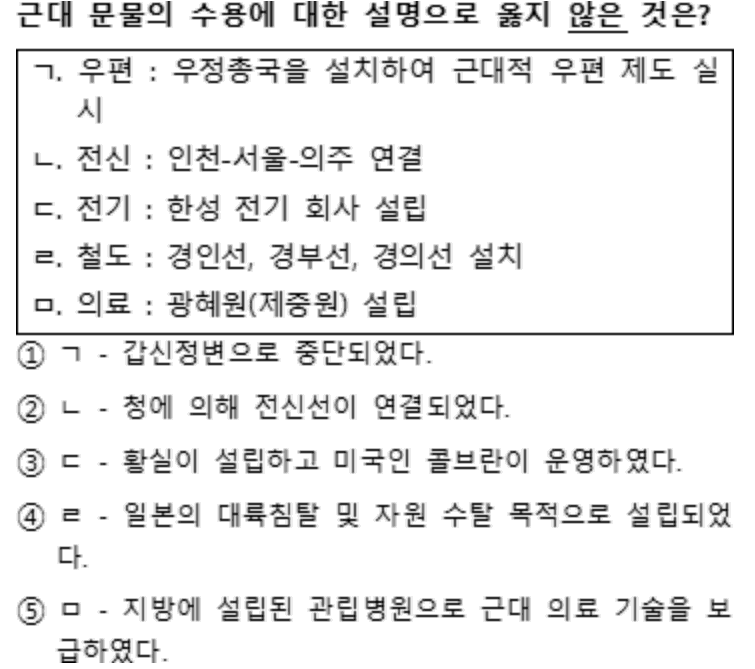 근대 문물의 수용에 대한 설명으로 옳지 않은 것은?
ㄱ. 우편 : 우정총국을 설치하여 근대적 우편 제도 실
시
ㄴ. 전신 : 인천-서울-의주 연결
ㄷ. 전기 : 한성 전기 회사 설립
ㄹ. 철도 : 경인선, 경부선, 경의선 설치
ㅁ. 의료 : 광혜원(제중원) 설립
① ㄱ - 갑신정변으로 중단되었다.
② ㄴ - 청에 의해 전신선이 연결되었다.
③ ㄷ - 황실이 설립하고 미국인 콜브란이 운영하였다.
④ ㄹ - 일본의 대륙침탈 및 자원 수탈 목적으로 설립되었
다.
⑤ ㅁ - 지방에 설립된 관립병원으로 근대 의료 기술을 보
급하였다.